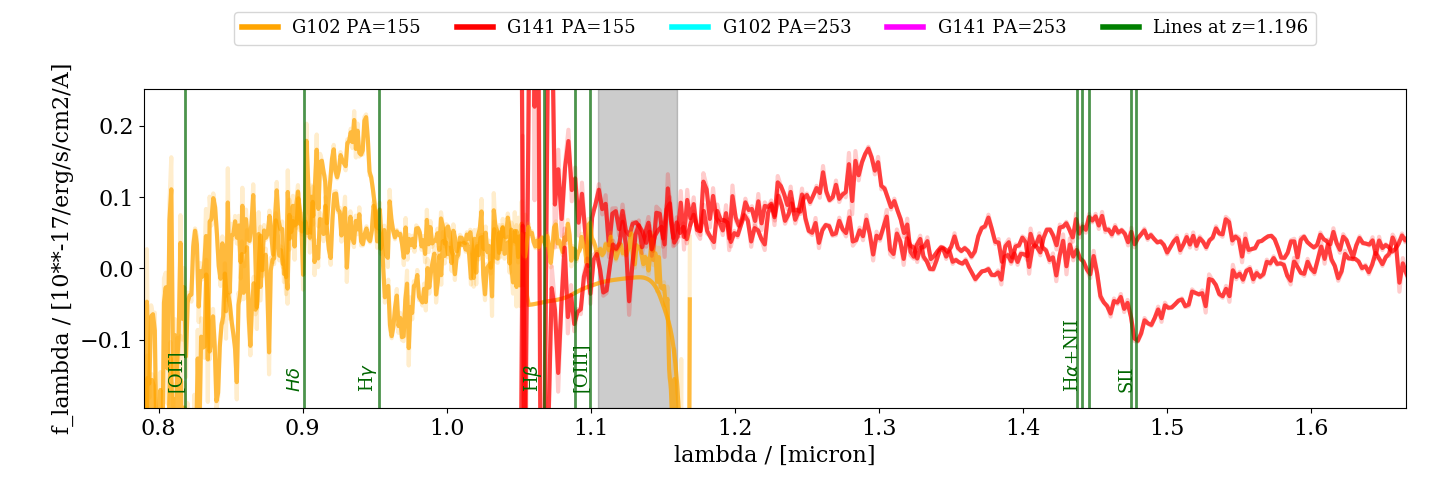 G102 PA=155 G141 PA=155 G102 PA=253 G141 PA=253 Lines at z=1.196
f_lambda / [10**-17/erg/s/cm2/A]
0.2
0.1
0.0
−0.1
[OII]
Hδ
Hγ
Hβ
[OIII]
Hα+NII
SII
0.8 0.9 1.0 1.1 1.2 1.3 1.4 1.5 1.6
lambda / [micron]